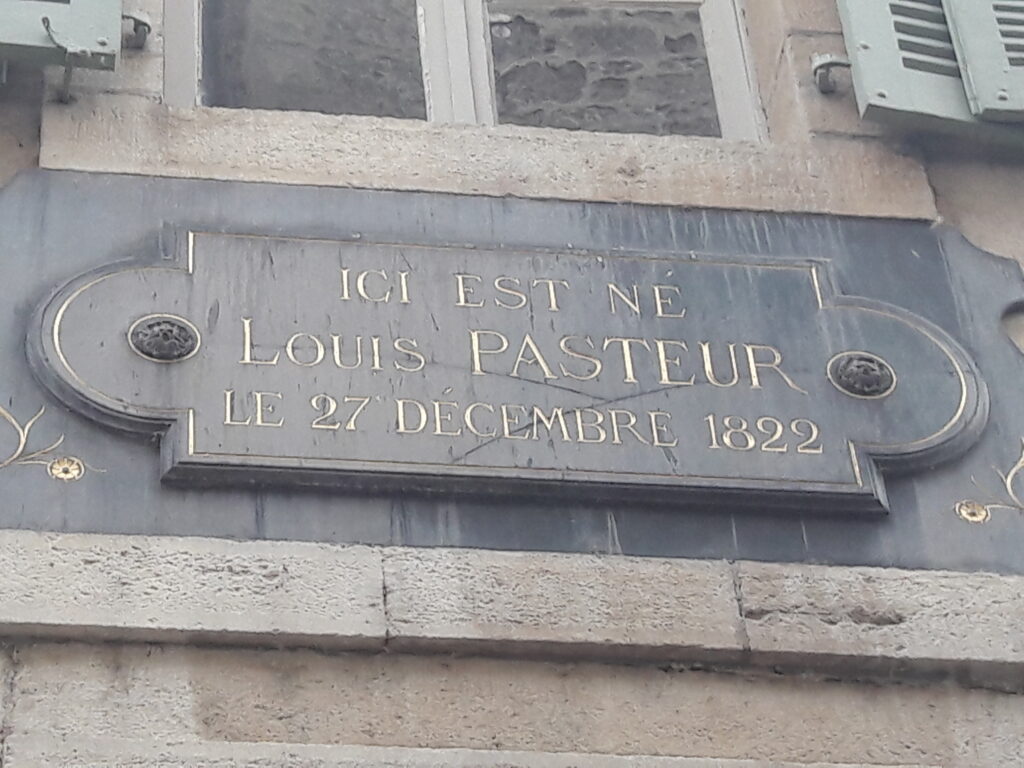 ICI EST NÉ
LOUIS PASTEUR
LE 27 DÉCEMBRE 1822